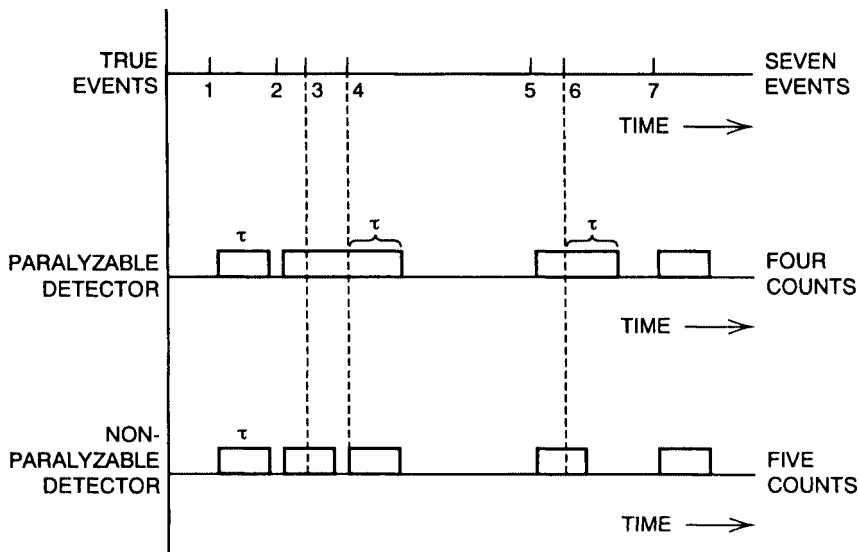 TRUE
EVENTS
1 2 3 4 5 6 7
SEVEN
EVENTS
TIME
PARALYZABLE
DETECTOR
τ τ τ
FOUR
COUNTS
TIME
NON-
PARALYZABLE
DETECTOR
τ
FIVE
COUNTS
TIME